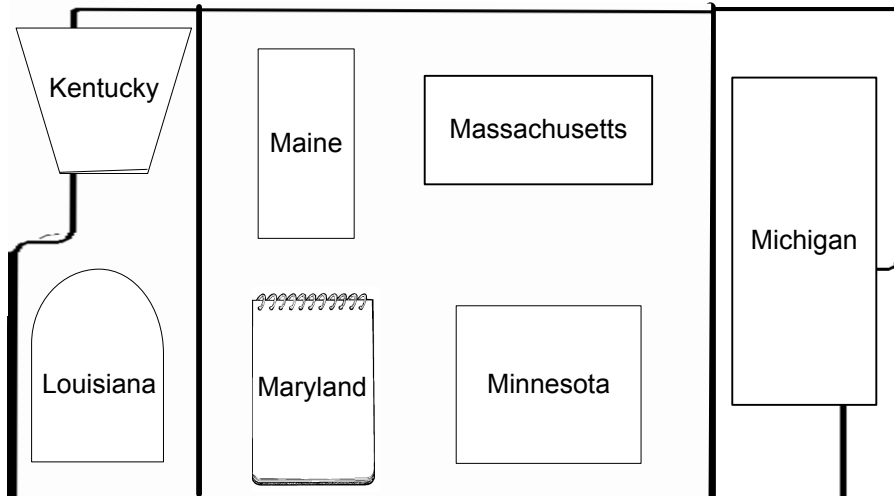 Kentucky
Maine
Massachusetts
Michigan
Louisiana
Maryland
Minnesota